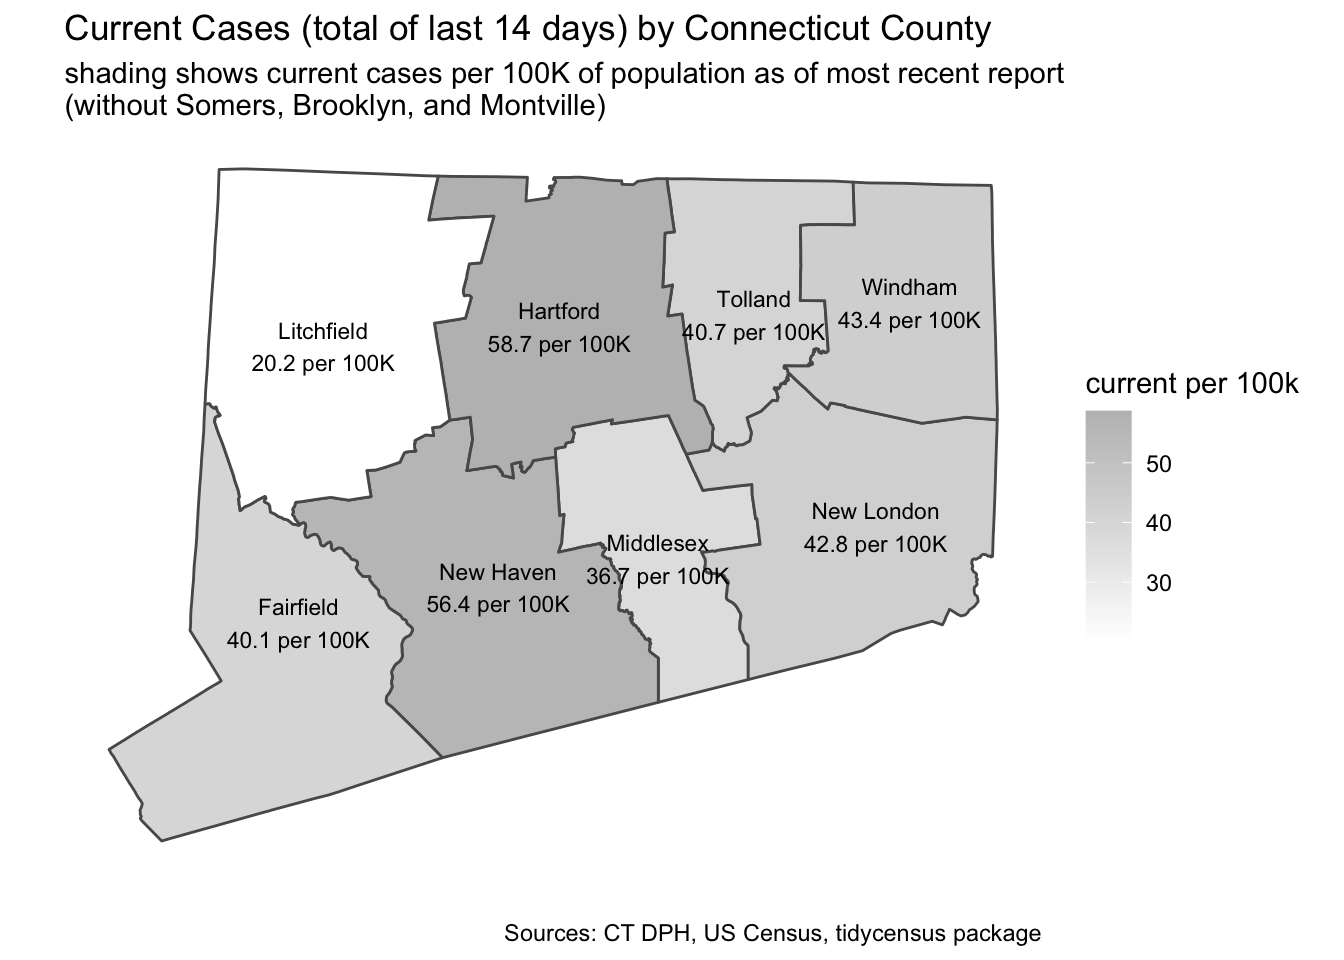 Current Cases (total of last 14 days) by Connecticut County
shading shows current cases per 100K of population as of most recent report
(without Somers, Brooklyn, and Montville)
Litchfield
20.2 per 100K
Hartford
58.7 per 100K
Tolland
40.7 per 100K
Windham
43.4 per 100K
Fairfield
40.1 per 100K
New Haven
56.4 per 100K
Middlesex
36.7 per 100K
New London
42.8 per 100K
current per 100k
50
40
30
Sources: CT DPH, US Census, tidycensus package